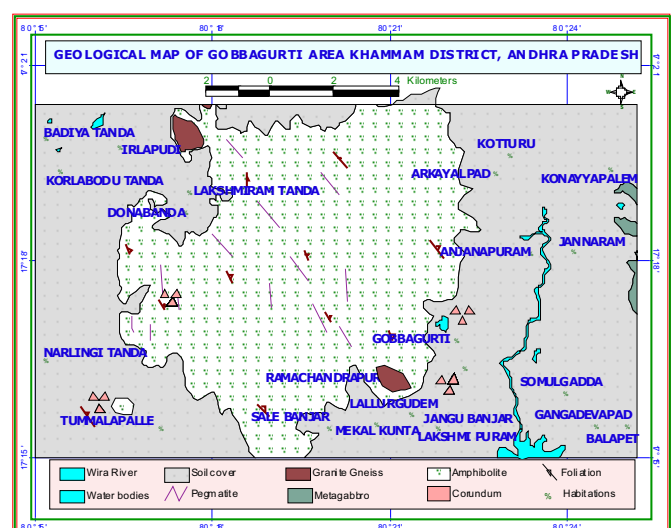 80°15' 80°18' 80°21' 80°24'
17°21 17°21
GEOLOGICAL MAP OF GOBBAGURTI AREA KHAMMAM DISTRICT, ANDHRA PRADESH
2 0 2 4 Kilometers
N
BADIYA TANDA
IRLAPUDI
KOTTURU
KORLABODU TANDA
ARKAYALPAD
KONAYYAPALEM
LAKSHMIRAM TANDA
DONABANDA
JANNARAM
ANJANAPURAM
17°18 17°18
GOBBAGURTI
NARLINGI TANDA
RAMACHANDRAPUR
SOMULGADDA
LALLURGUDEM
SALE BANJAR
JANGU BANJAR
GANGADEVAPAD
TUMMALAPALLE
MEKAL KUNTA
LAKSHMI PURAM
BALAPET
17°15' 17°15'
Wira River
Soil cover
Granite Gneiss
Amphibolite
Foliation
Water bodies
Pegmatite
Metagabbro
Corundum
Habitations
80°15' 80°18 80°21 80°24